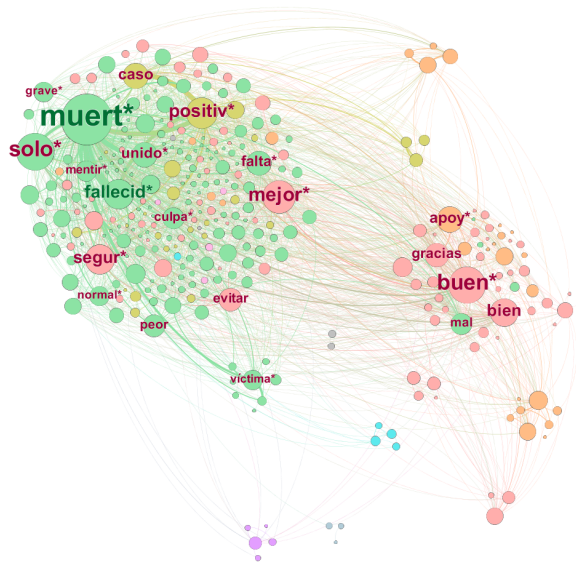 caso
grave*
muert*
positiv*
solo*
unido*
mentir*
falta*
fallecid*
mejor*
culpa*
apoy*
gracias
segur*
buen*
normal*
evitar
bien
peor
mal
víctima*